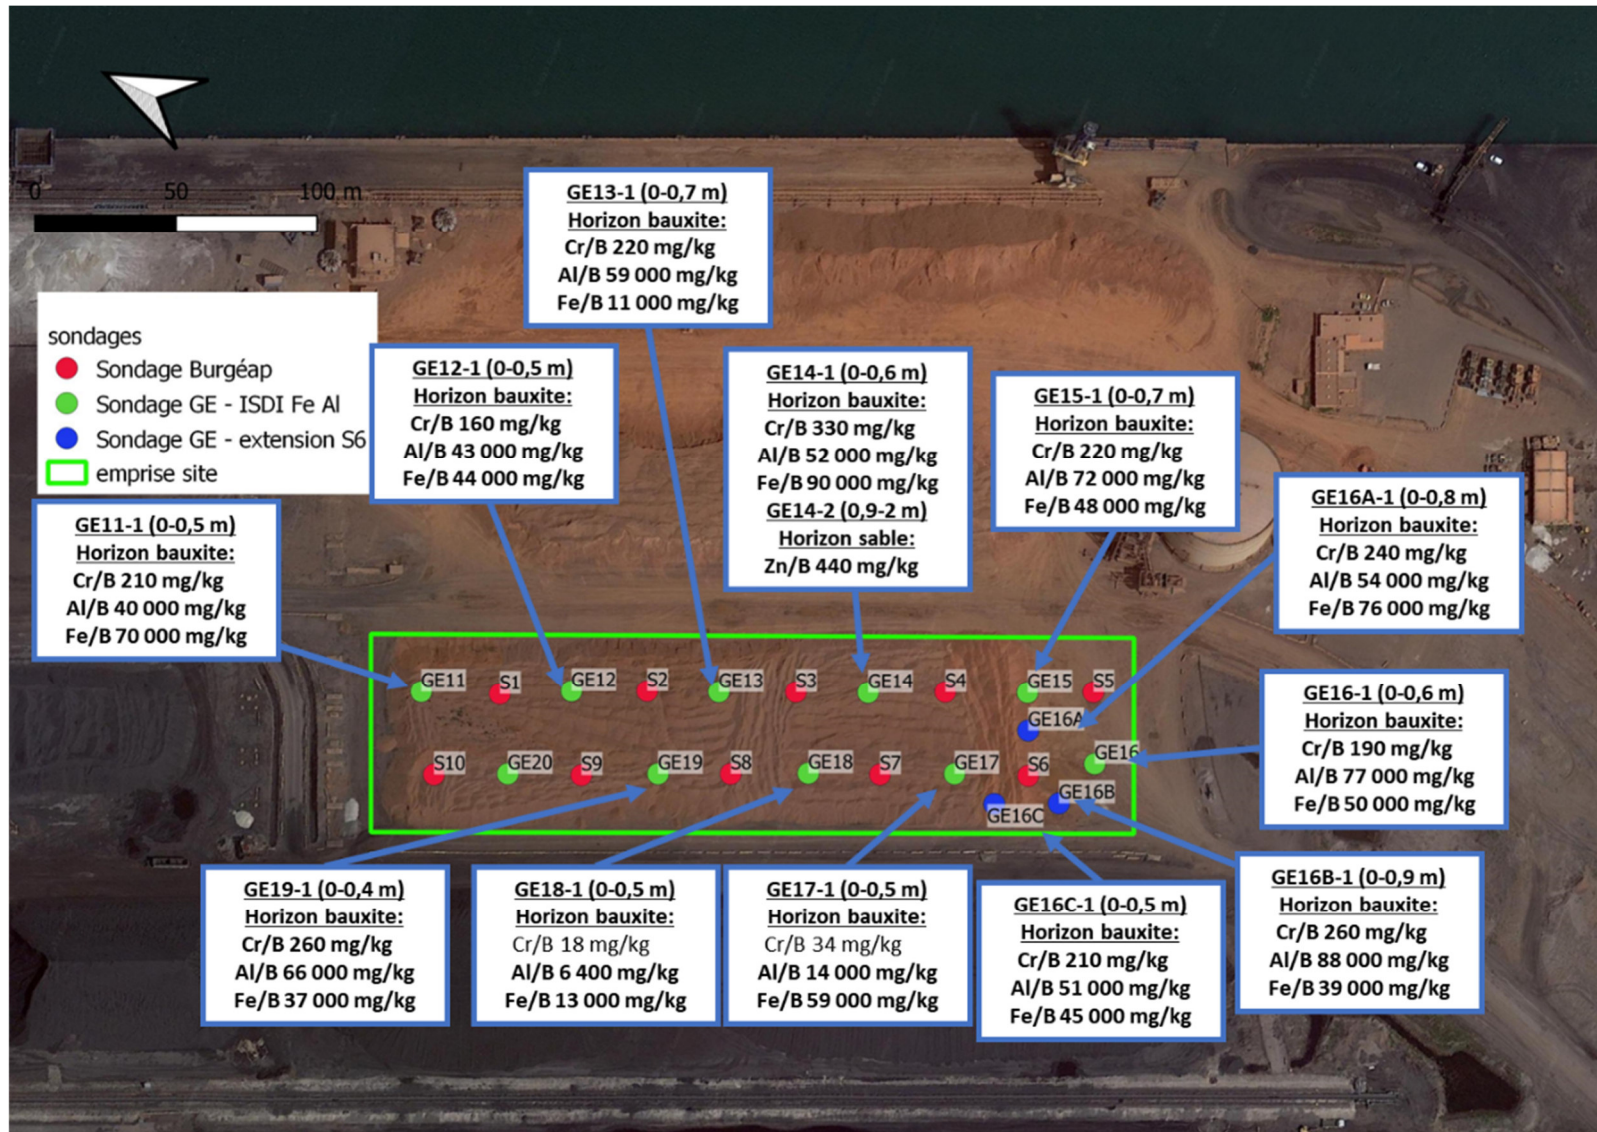 0 50 100 m
sondages
Sondage Burgéap
Sondage GE - ISDI Fe Al
Sondage GE - extension S6
emprise site
GE13-1 (0-0,7 m)
Horizon bauxite:
Cr/B 220 mg/kg
Al/B 59 000 mg/kg
Fe/B 11 000 mg/kg
GE12-1 (0-0,5 m)
Horizon bauxite:
Cr/B 160 mg/kg
Al/B 43 000 mg/kg
Fe/B 44 000 mg/kg
GE14-1 (0-0,6 m)
Horizon bauxite:
Cr/B 330 mg/kg
Al/B 52 000 mg/kg
Fe/B 90 000 mg/kg
GE14-2 (0,9-2 m)
Horizon sable:
Zn/B 440 mg/kg
GE15-1 (0-0,7 m)
Horizon bauxite:
Cr/B 220 mg/kg
Al/B 72 000 mg/kg
Fe/B 48 000 mg/kg
GE16A-1 (0-0,8 m)
Horizon bauxite:
Cr/B 240 mg/kg
Al/B 54 000 mg/kg
Fe/B 76 000 mg/kg
GE11-1 (0-0,5 m)
Horizon bauxite:
Cr/B 210 mg/kg
Al/B 40 000 mg/kg
Fe/B 70 000 mg/kg
GE16-1 (0-0,6 m)
Horizon bauxite:
Cr/B 190 mg/kg
Al/B 77 000 mg/kg
Fe/B 50 000 mg/kg
GE11 S1 GE12 S2 GE13 S3 GE14 S4 GE15 S5
GE16A
GE16
S10 GE20 S9 GE19 S8 GE18 S7 GE17 S6
GE16B
GE16C
GE19-1 (0-0,4 m)
Horizon bauxite:
Cr/B 260 mg/kg
Al/B 66 000 mg/kg
Fe/B 37 000 mg/kg
GE18-1 (0-0,5 m)
Horizon bauxite:
Cr/B 18 mg/kg
Al/B 6 400 mg/kg
Fe/B 13 000 mg/kg
GE17-1 (0-0,5 m)
Horizon bauxite:
Cr/B 34 mg/kg
Al/B 14 000 mg/kg
Fe/B 59 000 mg/kg
GE16C-1 (0-0,5 m)
Horizon bauxite:
Cr/B 210 mg/kg
Al/B 51 000 mg/kg
Fe/B 45 000 mg/kg
GE16B-1 (0-0,9 m)
Horizon bauxite:
Cr/B 260 mg/kg
Al/B 88 000 mg/kg
Fe/B 39 000 mg/kg